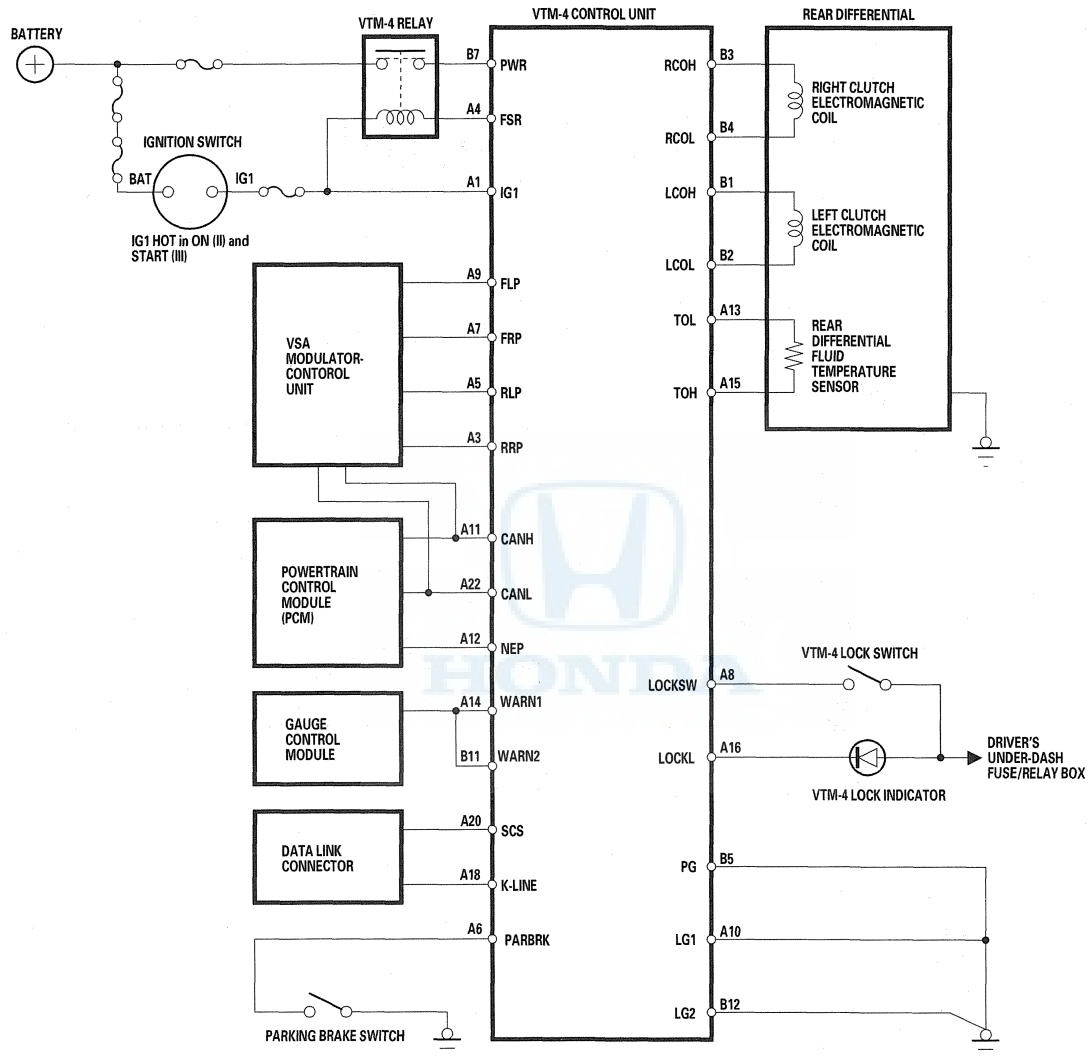 VTM-4 CONTROL UNIT
REAR DIFFERENTIAL
BATTERY
VTM-4 RELAY
B7
PWR
A4
FSR
IGNITION SWITCH
BAT
IG1
A1
IG1
IG1 HOT in ON (II) and
START (III)
RCOH
B3
RIGHT CLUTCH
ELECTROMAGNETIC
COIL
RCOL
B4
LCOH
B1
LEFT CLUTCH
ELECTROMAGNETIC
COIL
LCOL
B2
TOL
A13
REAR
DIFFERENTIAL
FLUID
TEMPERATURE
SENSOR
TOH
A15
VSA
MODULATOR-
CONTOROL
UNIT
A9
FLP
A7
FRP
A5
RLP
A3
RRP
POWERTRAIN
CONTROL
MODULE
(PCM)
A11
CANH
A22
CANL
A12
NEP
HONDA
GAUGE
CONTROL
MODULE
A14
WARN1
B11
WARN2
VTM-4 LOCK SWITCH
LOCKSW
A8
LOCKL
A16
DRIVER'S
UNDER-DASH
FUSE/RELAY BOX
VTM-4 LOCK INDICATOR
DATA LINK
CONNECTOR
A20
SCS
A18
K-LINE
A6
PARBRK
PARKING BRAKE SWITCH
PG
B5
LG1
A10
LG2
B12